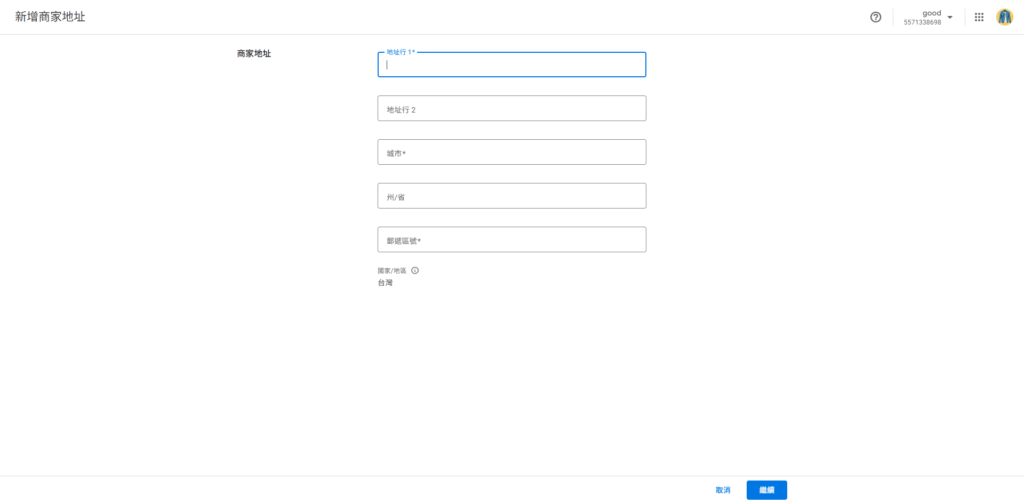 新增商家地址
good
5571338698
商家地址
地址行 1*
地址行 2
城市*
州/省
郵遞區號*
國家/地區
台灣
取消
繼續